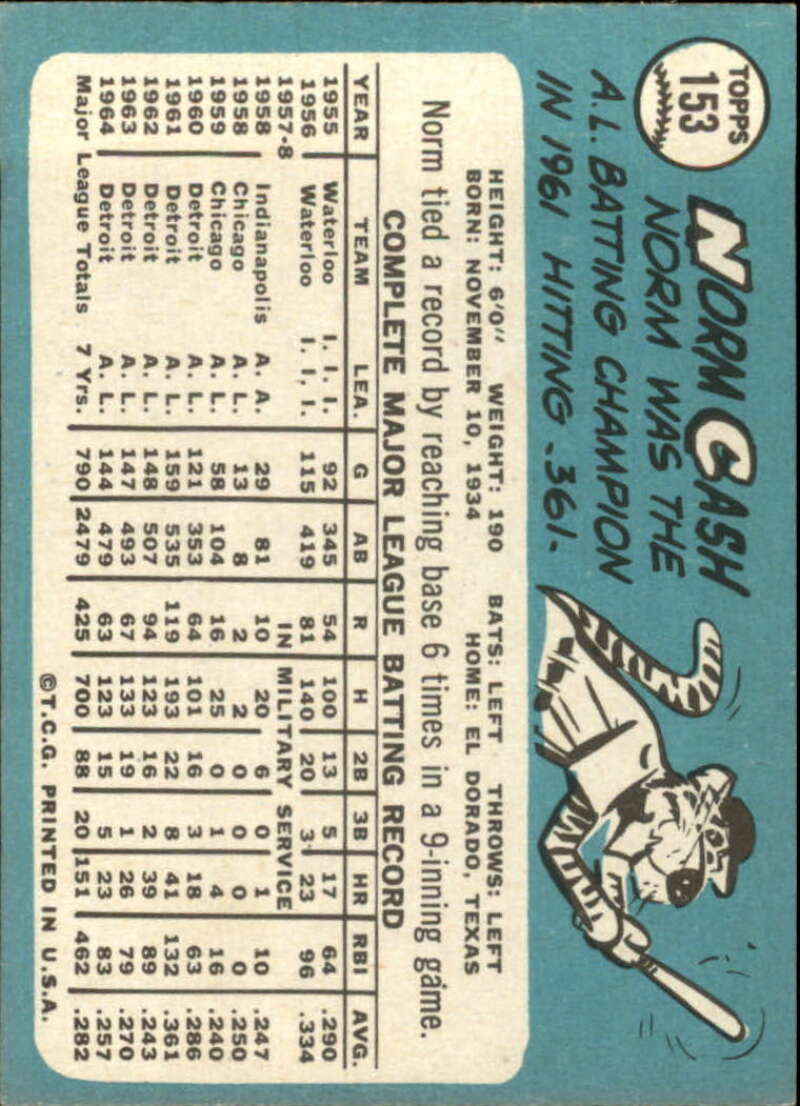 TOPPS
153
NORM CASH
NORM WAS THE
A.L. BATTING CHAMPION
IN 1961 HITTING -361-
HEIGHT: 6'0" WEIGHT: 190 BATS: LEFT THROWS: LEFT
BORN: NOVEMBER 10, 1934 HOME: EL DORADO, TEXAS
Norm tied a record by reaching base 6 times in a 9-inning game.
COMPLETE MAJOR LEAGUE BATTING RECORD
YEAR TEAM LEA. G AB R H 2B 3B HR RBI AVG.
1955 Waterloo I. I. I. 92 345 54 100 13 5 17 64 .290
1956 Waterloo I. I. I. 115 419 81 140 20 3 23 96 .334
1957-8 IN MILITARY SERVICE
1958 Indianapolis A. A. 29 81 10 20 6 0 1 10 .247
1958 Chicago A. L. 13 8 2 2 0 0 0 0 .250
1959 Chicago A. L. 58 104 16 25 0 1 4 16 .240
1960 Detroit A. L. 121 353 64 101 16 3 18 63 .286
1961 Detroit A. L. 159 535 119 193 22 8 41 132 .361
1962 Detroit A. L. 148 507 94 123 16 2 39 89 .243
1963 Detroit A. L. 147 493 67 133 19 1 26 79 .270
1964 Detroit A. L. 144 479 63 123 15 5 23 83 .257
Major League Totals 7 Yrs. 790 2479 425 700 88 20 151 462 .282
©T.C.G. PRINTED IN U.S.A.